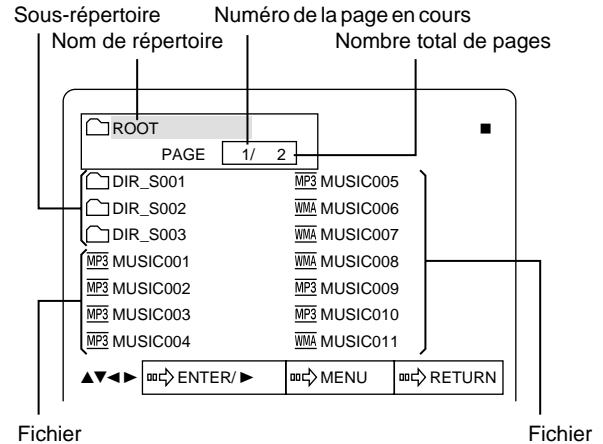 Sous-répertoire Numéro de la page en cours
Nom de répertoire Nombre total de pages
ROOT
PAGE 1/ 2
DIR_S001 MP3 MUSIC005
DIR_S002 WMA MUSIC006
DIR_S003 WMA MUSIC007
MP3 MUSIC001 WMA MUSIC008
MP3 MUSIC002 MP3 MUSIC009
MP3 MUSIC003 MP3 MUSIC010
MP3 MUSIC004 WMA MUSIC011
ENTER/ MENU RETURN
Fichier Fichier